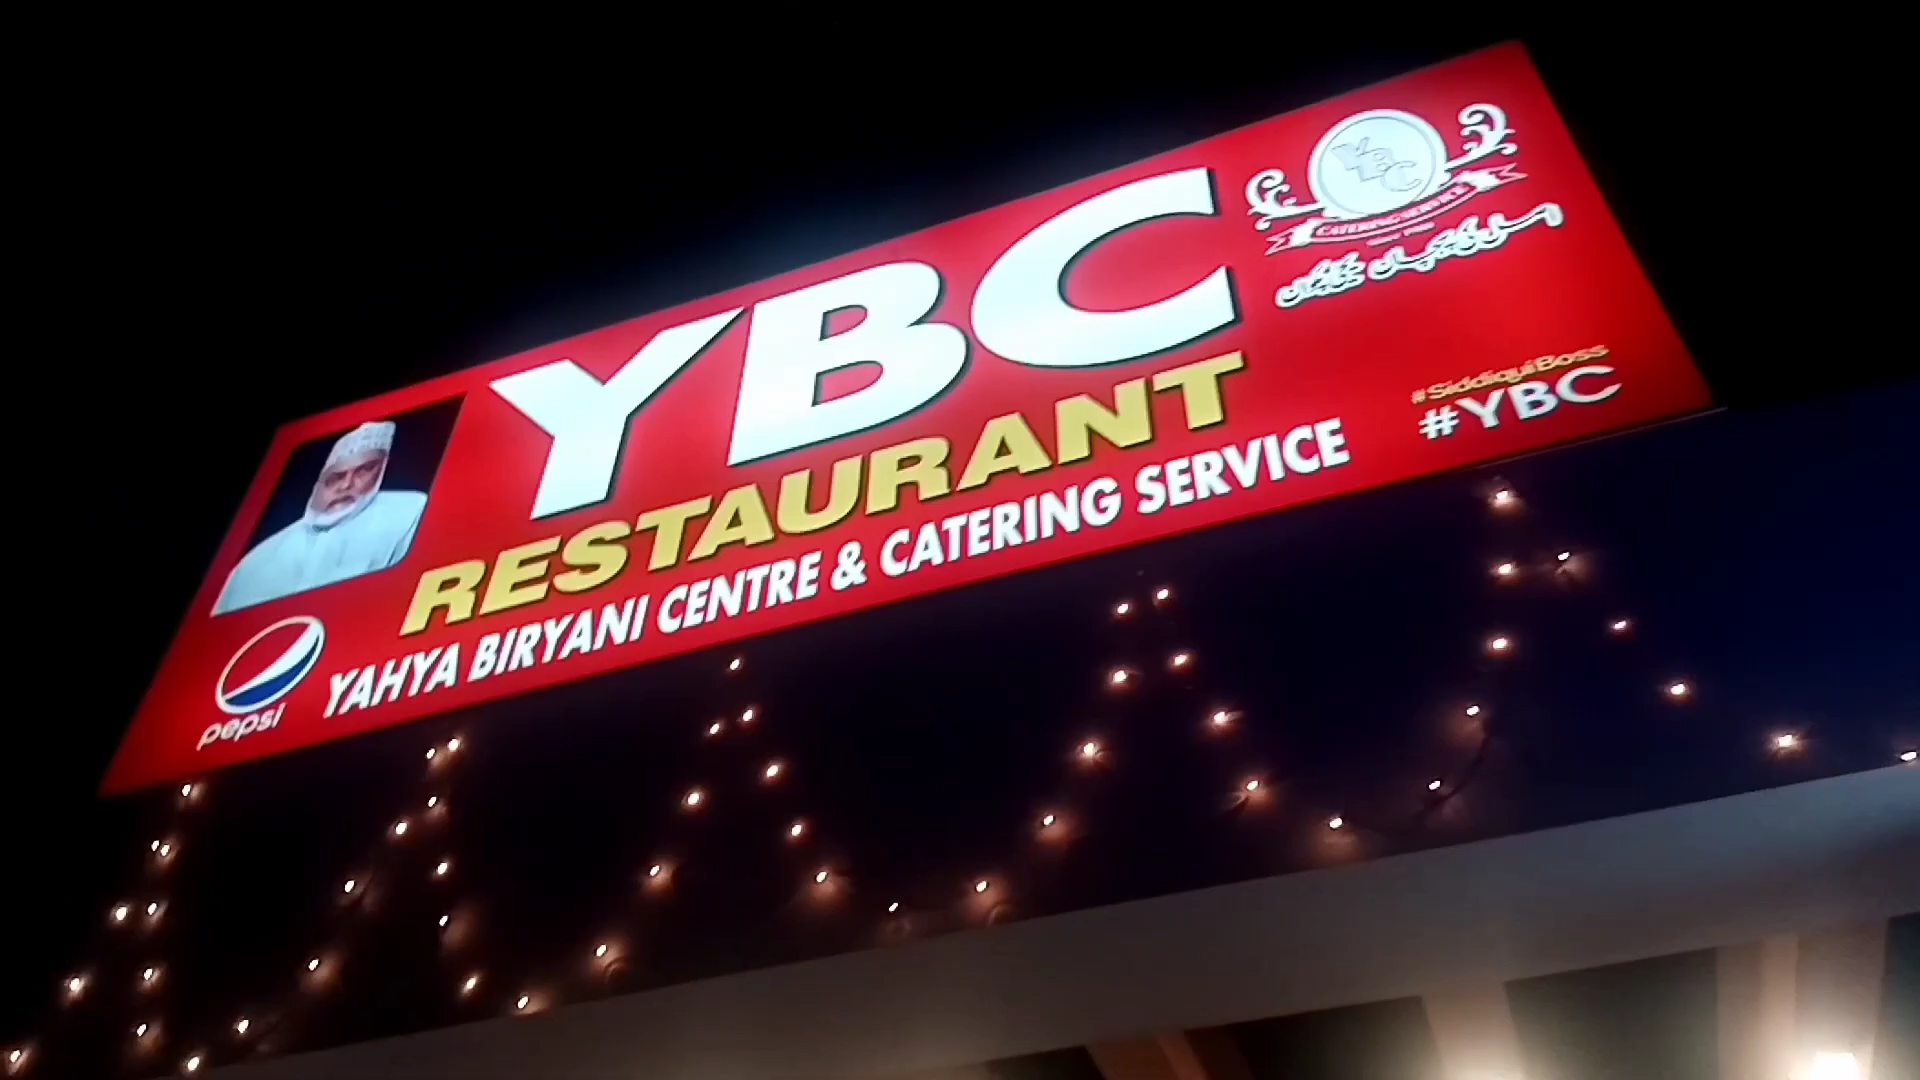 YBC
RESTAURANT
YAHYA BIRYANI CENTRE & CATERING SERVICE
pepsi
YBC
CATERING SERVICE
#SiddiquiBoss
#YBC